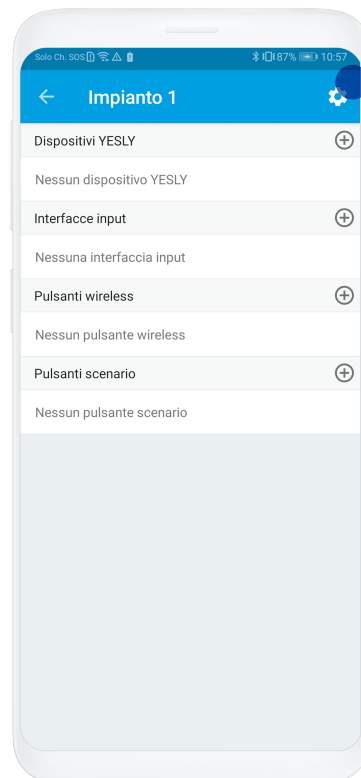 Solo Ch. SOS 87% 10:57
Impianto 1
Dispositivi YESLY
Nessun dispositivo YESLY
Interfacce input
Nessuna interfaccia input
Pulsanti wireless
Nessun pulsante wireless
Pulsanti scenario
Nessun pulsante scenario